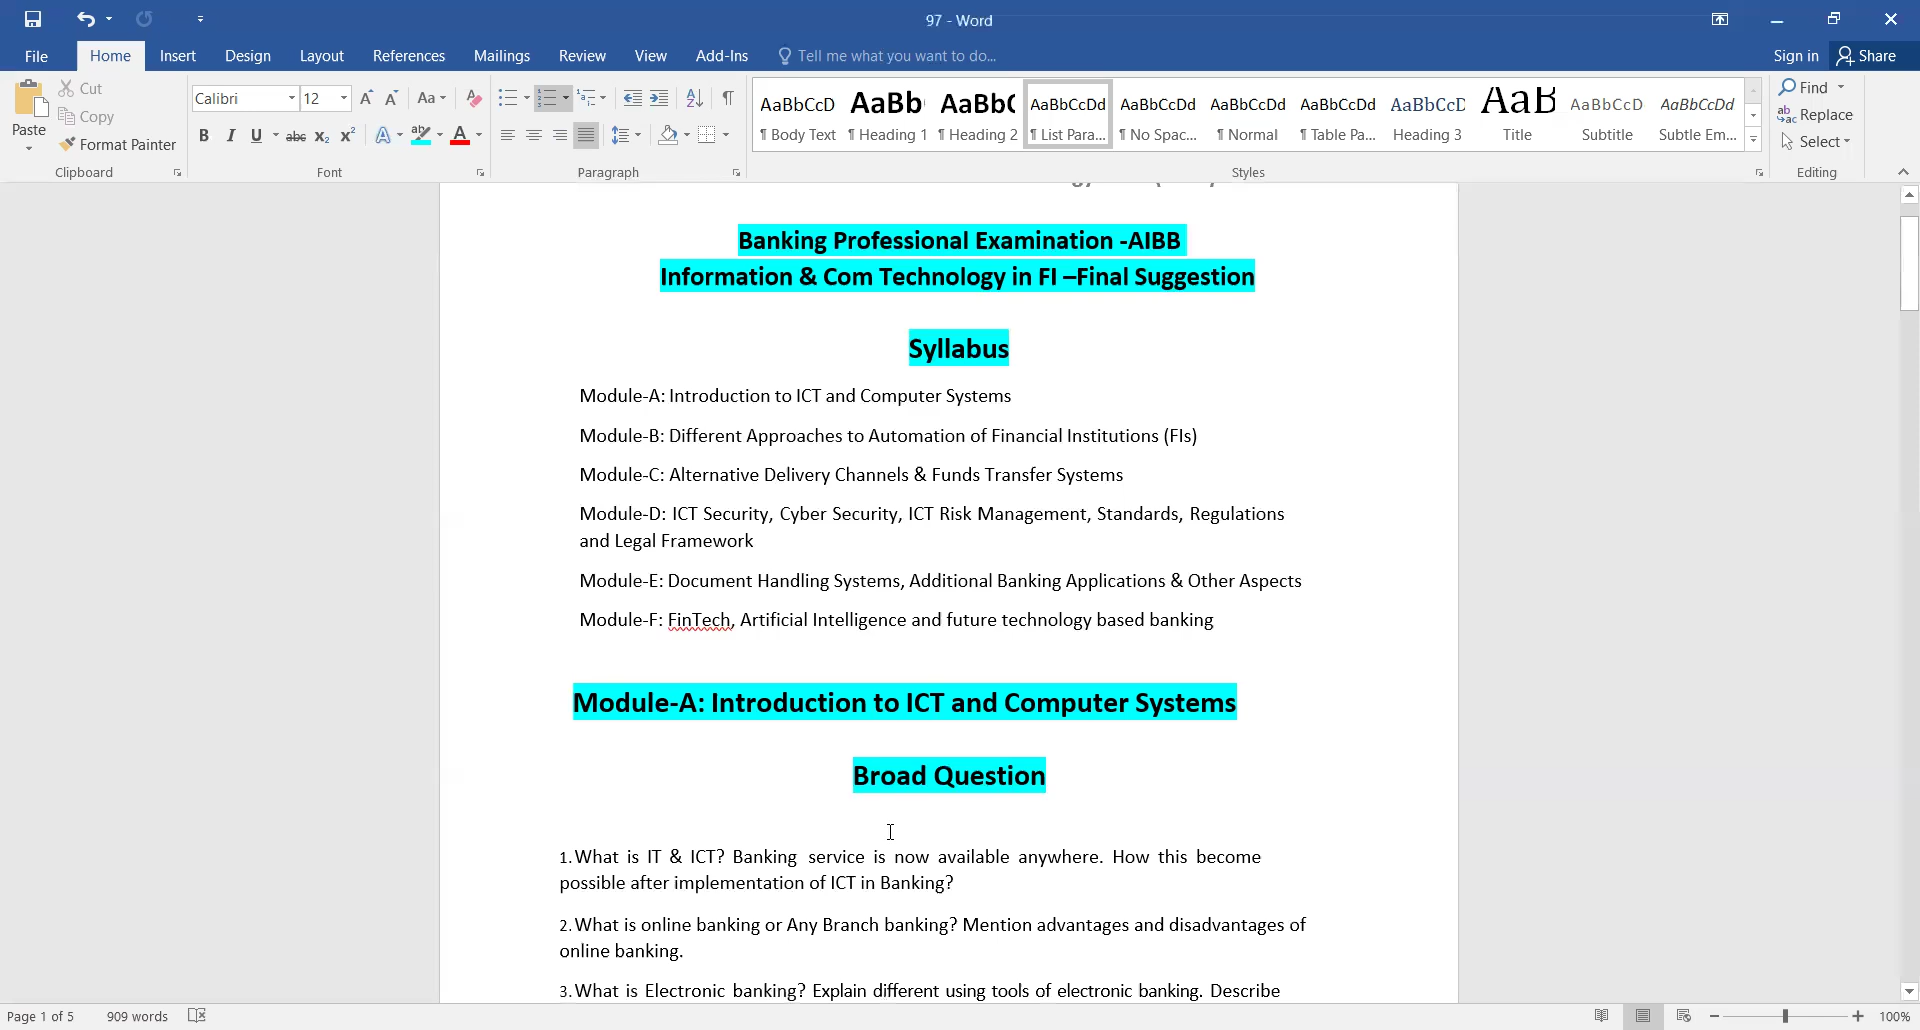 97 - Word
File Home Insert Design Layout References Mailings Review View Add-Ins Tell me what you want to do... Sign in Share
Paste Cut Copy Format Painter
Calibri 12 Aa
B I U abc X₂ X² A ab A
AaBbCcD AaBb AaBbC AaBbCcDd AaBbCcDd AaBbCcDd AaBbCcDd AaBbCcC AaB AaBbCcD AaBbCcDd
¶ Body Text ¶ Heading 1 ¶ Heading 2 ¶ List Para... ¶ No Spac... ¶ Normal ¶ Table Pa... Heading 3 Title Subtitle Subtle Em...
Find Replace Select
Clipboard Font Paragraph Styles Editing
Banking Professional Examination -AIBB
Information & Com Technology in FI –Final Suggestion
Syllabus
Module-A: Introduction to ICT and Computer Systems
Module-B: Different Approaches to Automation of Financial Institutions (FIs)
Module-C: Alternative Delivery Channels & Funds Transfer Systems
Module-D: ICT Security, Cyber Security, ICT Risk Management, Standards, Regulations
and Legal Framework
Module-E: Document Handling Systems, Additional Banking Applications & Other Aspects
Module-F: FinTech, Artificial Intelligence and future technology based banking
Module-A: Introduction to ICT and Computer Systems
Broad Question
1. What is IT & ICT? Banking service is now available anywhere. How this become
possible after implementation of ICT in Banking?
2. What is online banking or Any Branch banking? Mention advantages and disadvantages of
online banking.
3. What is Electronic banking? Explain different using tools of electronic banking. Describe
Page 1 of 5 909 words 100%